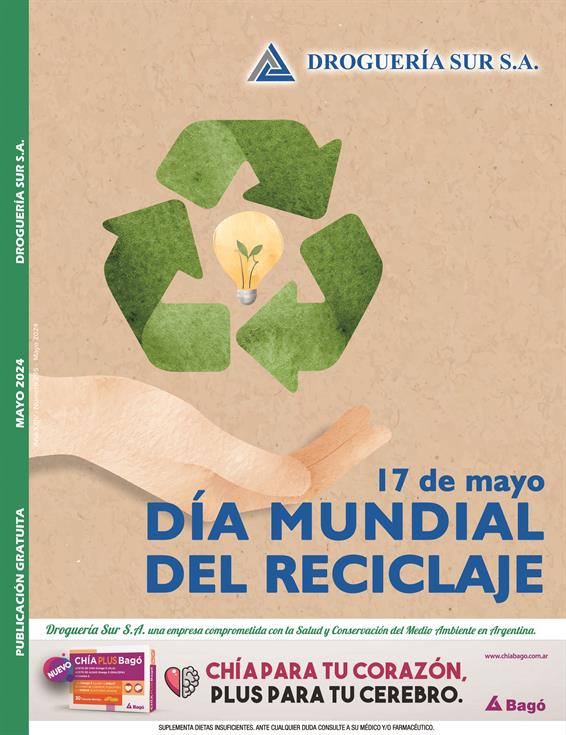 DROGUERÍA SUR S.A.
DROGUERÍA SUR S.A.
MAYO 2024
PUBLICACIÓN GRATUITA
Mayo 2024
17 de mayo
DÍA MUNDIAL
DEL RECICLAJE
Droguería Sur S.A. una empresa comprometida con la Salud y Conservación del Medio Ambiente en Argentina.
NUEVO
CHÍA PLUS Bagó
CHÍA PARA TU CORAZÓN,
PLUS PARA TU CEREBRO.
www.chiabago.com.ar
Bagó
SUPLEMENTA DIETAS INSUFICIENTES. ANTE CUALQUIER DUDA CONSULTE A SU MÉDICO Y/O FARMACÉUTICO.